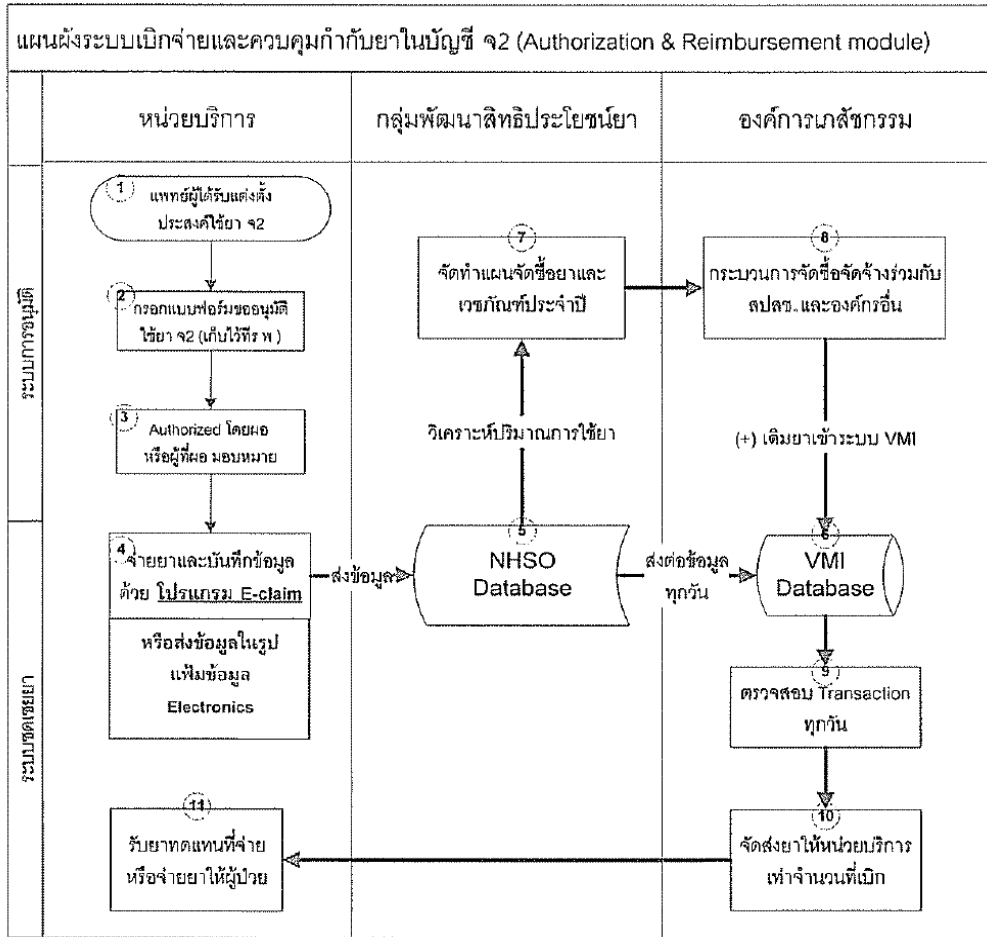 แผนผังระบบเบิกจ่ายและควบคุมกำกับยาในบัญชี จ2 (Authorization & Reimbursement module)
หน่วยบริการ
กลุ่มพัฒนาสิทธิประโยชน์ยา
องค์การเภสัชกรรม
ระบบการอนุมัติ
1
แพทย์ผู้ได้รับแต่งตั้ง
ประสงค์ใช้ยา จ2
2
กรอกแบบฟอร์มขออนุมัติ
ใช้ยา จ2 (เก็บไว้ที่ร พ )
3
Authorized โดยผอ
หรือผู้ที่ผอ มอบหมาย
7
จัดทำแผนจัดซื้อยาและ
เวชภัณฑ์ประจำปี
8
กระบวนการจัดซื้อจัดจ้างร่วมกับ
สปสช.และองค์กรอื่น
วิเคราะห์ปริมาณการใช้ยา
(+) เติมยาเข้าระบบ VMI
ระบบชดเชยยา
4
จ่ายยาและบันทึกข้อมูล
ด้วย โปรแกรม E-claim
หรือส่งข้อมูลในรูป
แฟ้มข้อมูล
Electronics
ส่งข้อมูล
5
NHSO
Database
ส่งต่อข้อมูล
ทุกวัน
6
VMI
Database
9
ตรวจสอบ Transaction
ทุกวัน
10
จัดส่งยาให้หน่วยบริการ
เท่าจำนวนที่เบิก
11
รับยาทดแทนที่จ่าย
หรือจ่ายยาให้ผู้ป่วย